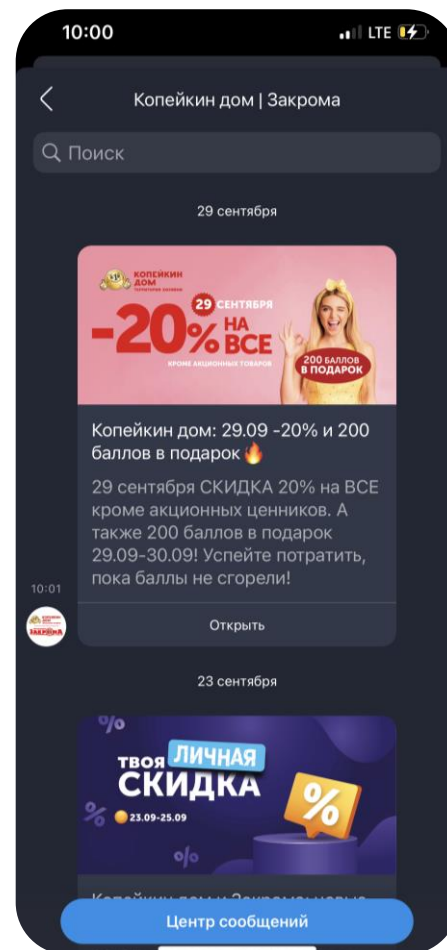 10:00
LTE
Копейкин дом | Закрома
Поиск
29 сентября
КОПЕЙКИН
ДОМ
29 СЕНТЯБРЯ
-20% НА
ВСЕ
КРОМЕ АКЦИОННЫХ ТОВАРОВ
200 БАЛЛОВ
В ПОДАРОК
Копейкин дом: 29.09 -20% и 200
баллов в подарок🔥
29 сентября СКИДКА 20% на ВСЕ
кроме акционных ценников. А
также 200 баллов в подарок
29.09-30.09! Успейте потратить,
пока баллы не сгорели!
10:01
ЗАКРОМА
Открыть
23 сентября
ТВОЯ ЛИЧНАЯ
СКИДКА
%
23.09-25.09
Центр сообщений